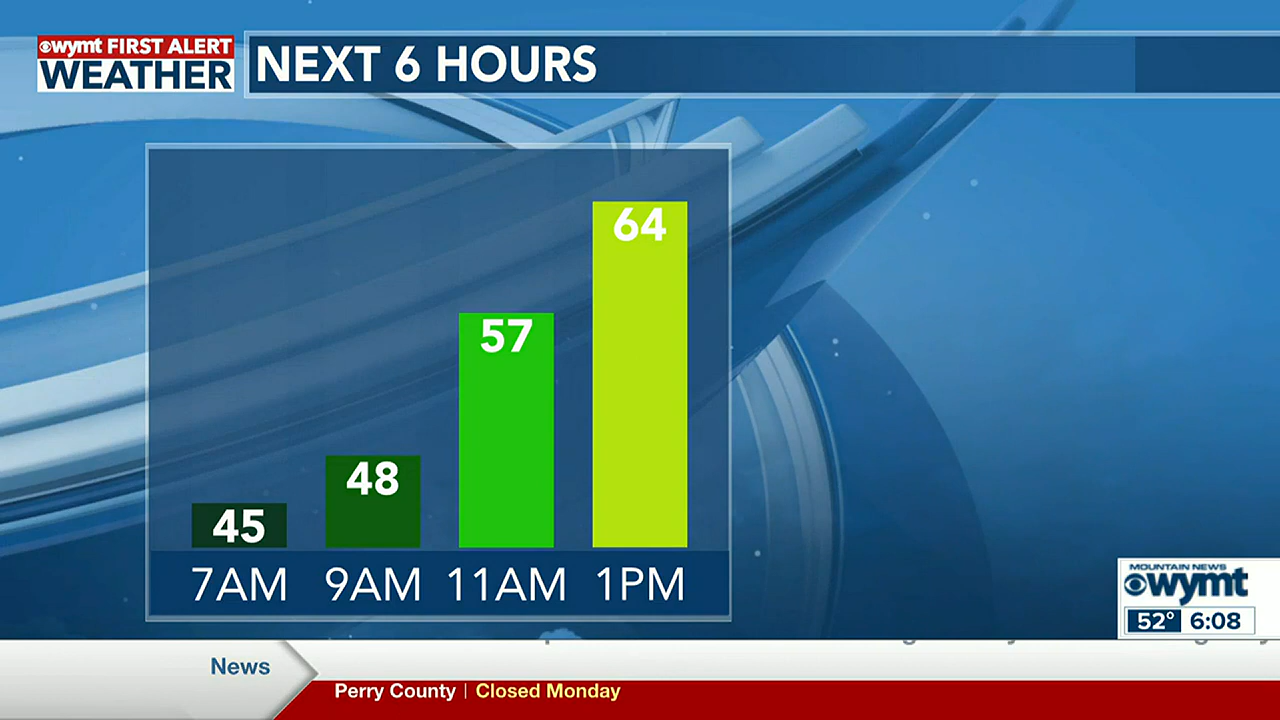 wymt FIRST ALERT
WEATHER
NEXT 6 HOURS
64
57
48
45
7AM 9AM 11AM 1PM
MOUNTAIN NEWS
wymt
52° 6:08
News
Perry County | Closed Monday